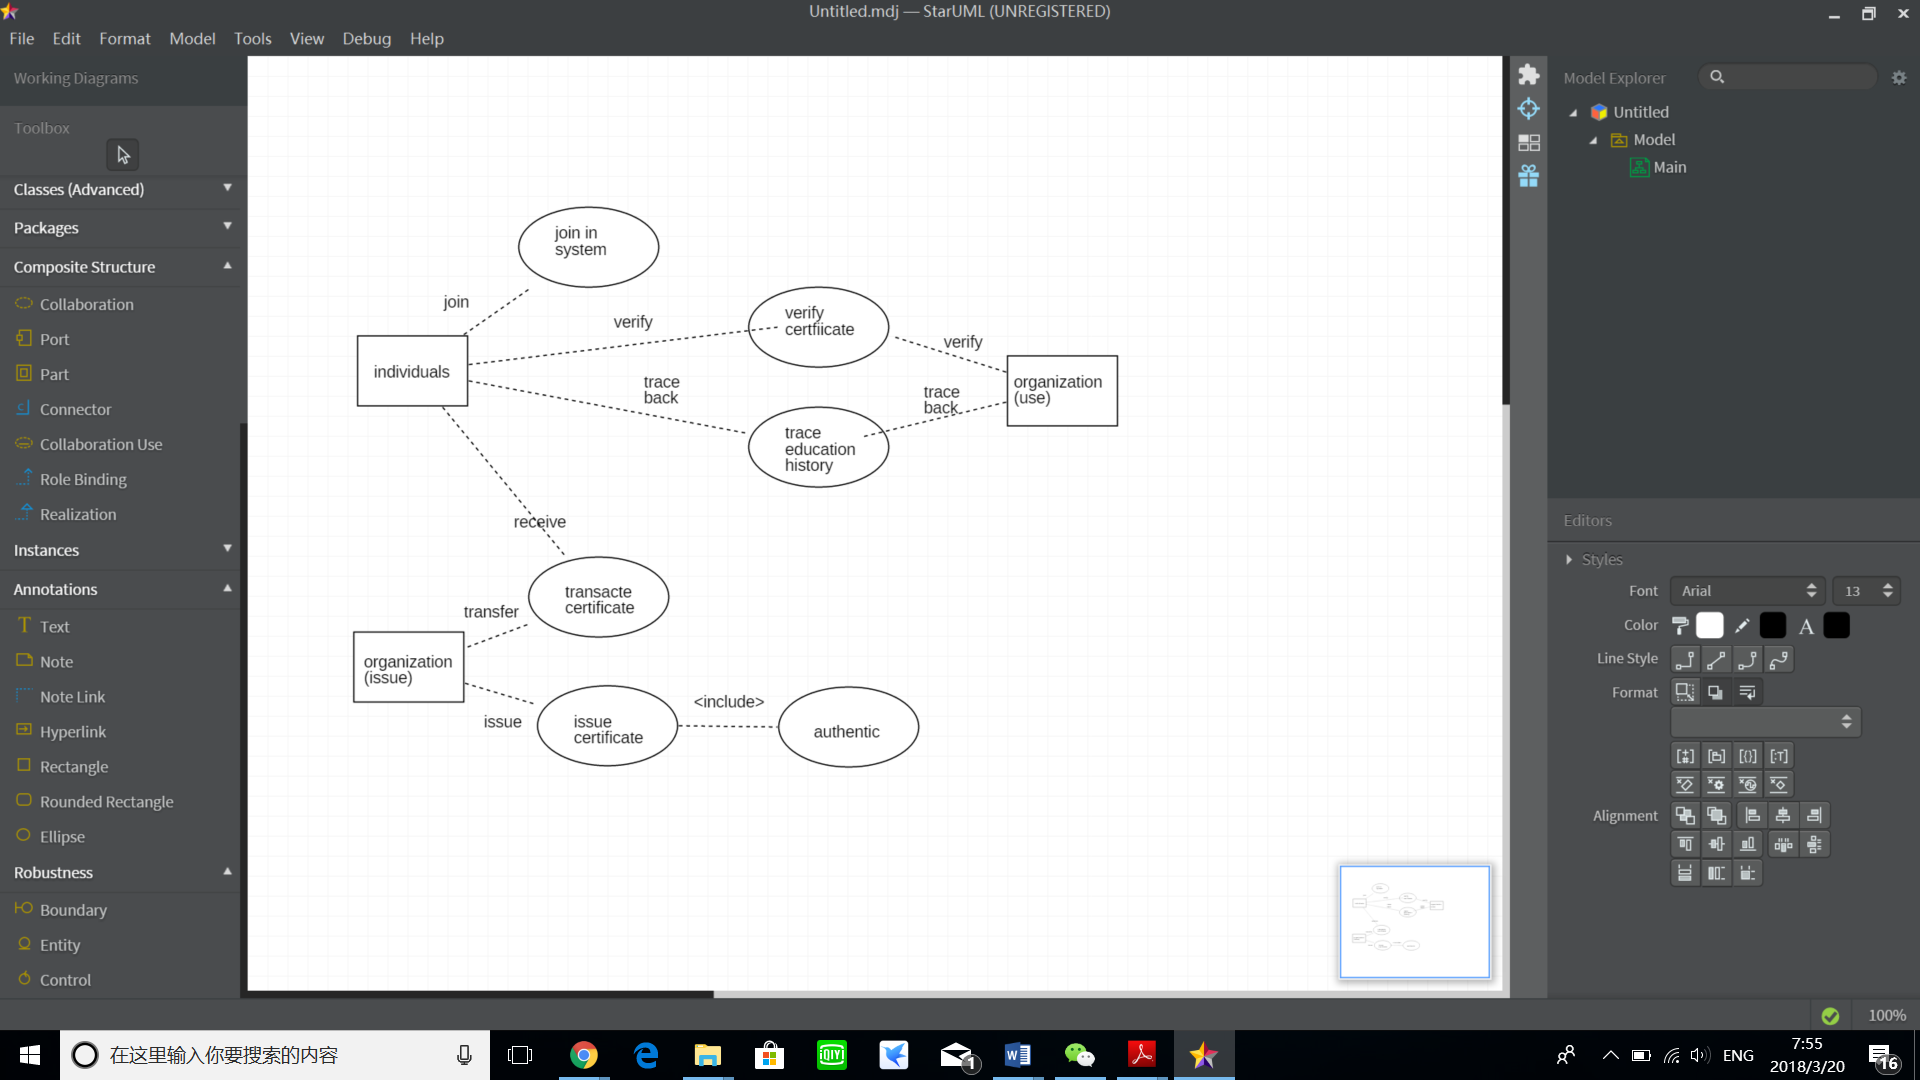 Untitled.mdj — StarUML (UNREGISTERED)
File Edit Format Model Tools View Debug Help
Working Diagrams
Toolbox
Classes (Advanced)
Packages
Composite Structure
Collaboration
Port
Part
Connector
Collaboration Use
Role Binding
Realization
Instances
Annotations
Text
Note
Note Link
Hyperlink
Rectangle
Rounded Rectangle
Ellipse
Robustness
Boundary
Entity
Control
join in
system
join
verify
verify
certfiicate
verify
individuals
trace
back
organization
(use)
trace
back
trace
education
history
receive
transacte
certificate
transfer
organization
(issue)
issue
issue
certificate
<include>
authentic
Model Explorer
Untitled
Model
Main
Editors
Styles
Font Arial 13
Color
Line Style
Format
Alignment
100%
在这里输入你要搜索的内容
1
ENG
7:55
2018/3/20
16